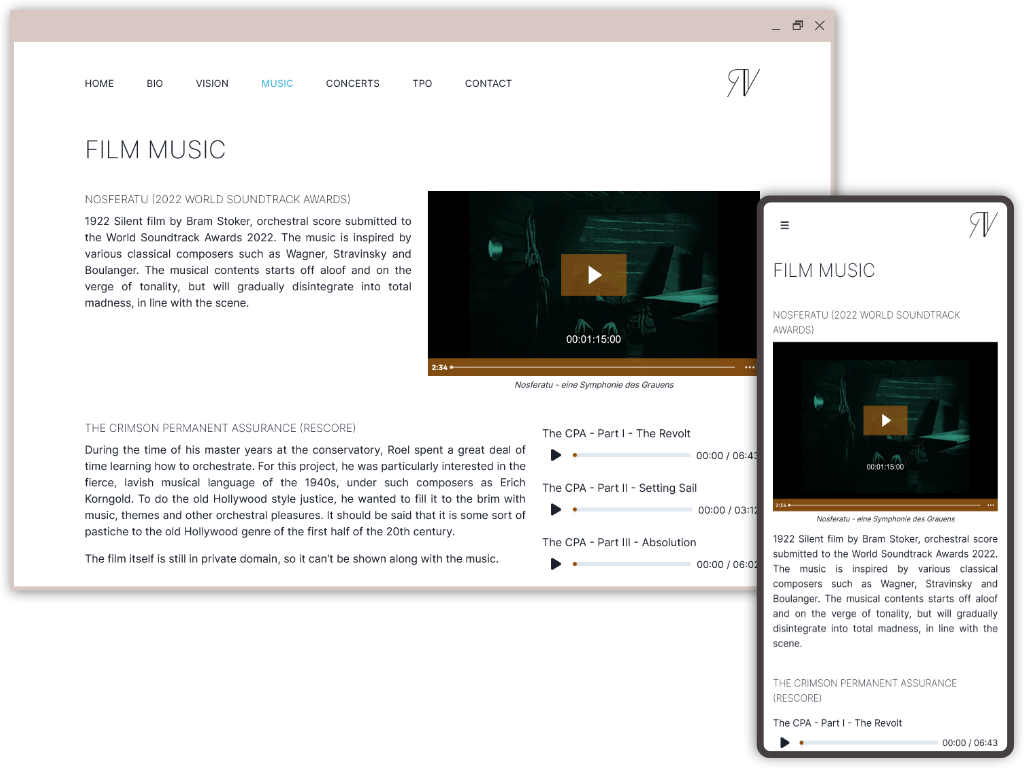 HOME BIO VISION MUSIC CONCERTS TPO CONTACT
RV
FILM MUSIC
NOSFERATU (2022 WORLD SOUNDTRACK AWARDS)
1922 Silent film by Bram Stoker, orchestral score submitted to
the World Soundtrack Awards 2022. The music is inspired by
various classical composers such as Wagner, Stravinsky and
Boulanger. The musical contents starts off aloof and on the
verge of tonality, but will gradually disintegrate into total
madness, in line with the scene.
00:01:15:00
2:34
Nosferatu - eine Symphonie des Grauens
THE CRIMSON PERMANENT ASSURANCE (RESCORE)
During the time of his master years at the conservatory, Roel spent a great deal of
time learning how to orchestrate. For this project, he was particularly interested in the
fierce, lavish musical language of the 1940s, under such composers as Erich
Korngold. To do the old Hollywood style justice, he wanted to fill it to the brim with
music, themes and other orchestral pleasures. It should be said that it is some sort of
pastiche to the old Hollywood genre of the first half of the 20th century.
The film itself is still in private domain, so it can't be shown along with the music.
The CPA - Part I - The Revolt
00:00 / 06:43
The CPA - Part II - Setting Sail
00:00 / 03:12
The CPA - Part III - Absolution
00:00 / 06:02
RV
FILM MUSIC
NOSFERATU (2022 WORLD SOUNDTRACK
AWARDS)
00:01:15:00
2:34
Nosferatu - eine Symphonie des Grauens
1922 Silent film by Bram Stoker, orchestral score
submitted to the World Soundtrack Awards 2022.
The music is inspired by various classical
composers such as Wagner, Stravinsky and
Boulanger. The musical contents starts off aloof
and on the verge of tonality, but will gradually
disintegrate into total madness, in line with the
scene.
THE CRIMSON PERMANENT ASSURANCE
(RESCORE)
The CPA - Part I - The Revolt
00:00 / 06:43